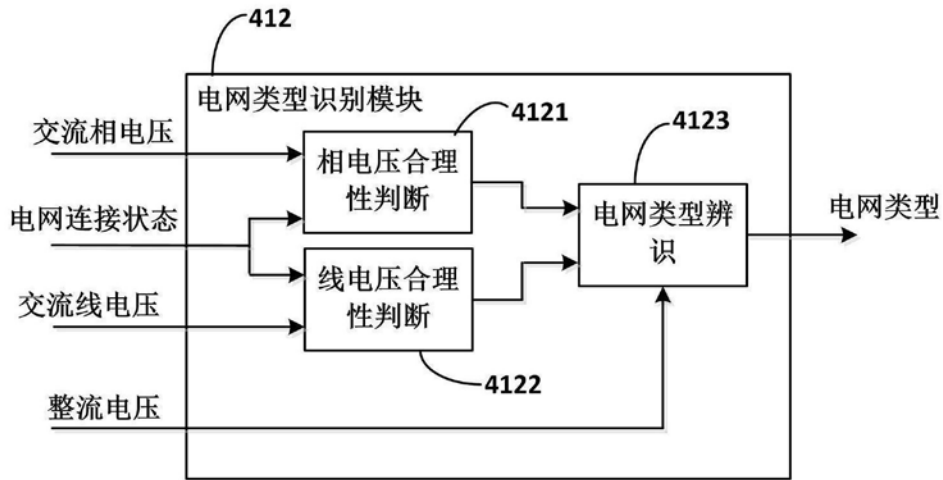 412
电网类型识别模块
4121
4123
交流相电压
相电压合理
性判断
电网类型辨
识
电网类型
电网连接状态
线电压合理
性判断
交流线电压
4122
整流电压